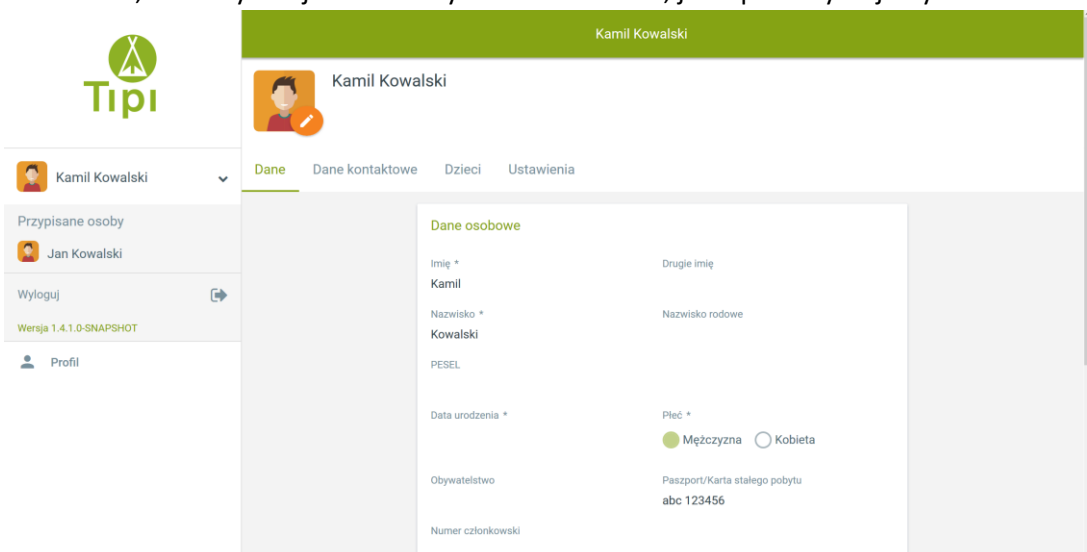 Kamil Kowalski
Tipi
Kamil Kowalski
Kamil Kowalski
Przypisane osoby
Jan Kowalski
Wyloguj
Wersja 1.4.1.0-SNAPSHOT
Profil
Dane Dane kontaktowe Dzieci Ustawienia
Dane osobowe
Imię * Drugie imię
Kamil
Nazwisko * Nazwisko rodowe
Kowalski
PESEL
Data urodzenia * Płeć *
Mężczyzna Kobieta
Obywatelstwo Paszport/Karta stałego pobytu
abc 123456
Numer członkowski